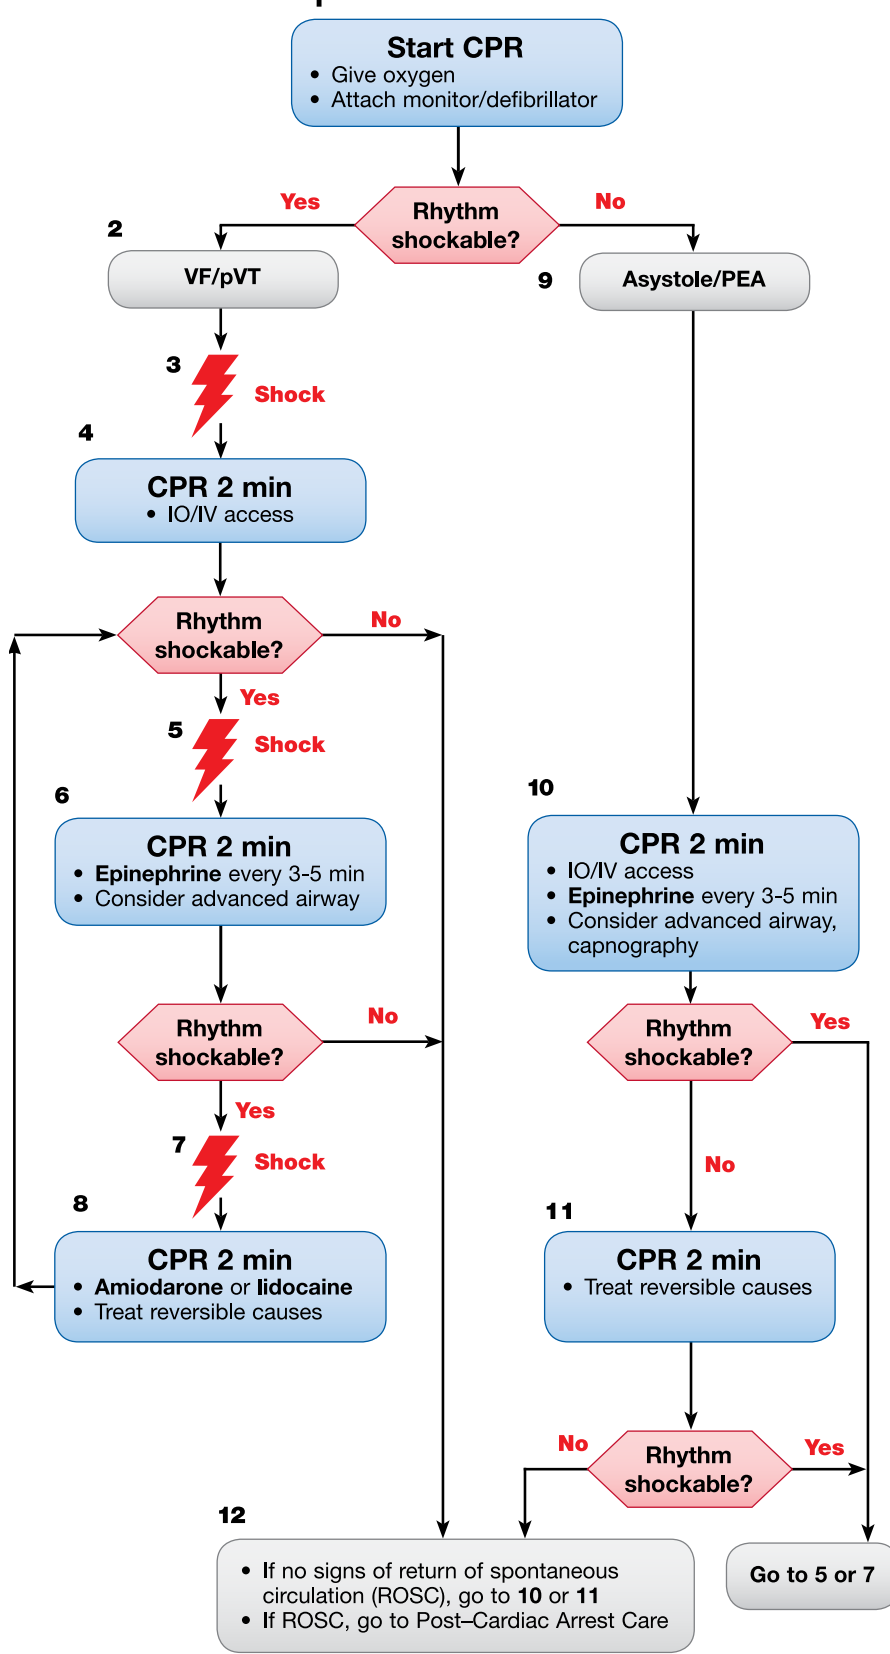 Start CPR
• Give oxygen
• Attach monitor/defibrillator
Rhythm
shockable?
Yes
No
2
VF/pVT
9
Asystole/PEA
3
Shock
4
CPR 2 min
• IO/IV access
Rhythm
shockable?
No
Yes
5
Shock
6
CPR 2 min
• Epinephrine every 3-5 min
• Consider advanced airway
Rhythm
shockable?
No
Yes
7
Shock
8
CPR 2 min
• Amiodarone or lidocaine
• Treat reversible causes
10
CPR 2 min
• IO/IV access
• Epinephrine every 3-5 min
• Consider advanced airway,
capnography
Rhythm
shockable?
Yes
No
11
CPR 2 min
• Treat reversible causes
Rhythm
shockable?
No
Yes
12
• If no signs of return of spontaneous
circulation (ROSC), go to 10 or 11
• If ROSC, go to Post–Cardiac Arrest Care
Go to 5 or 7